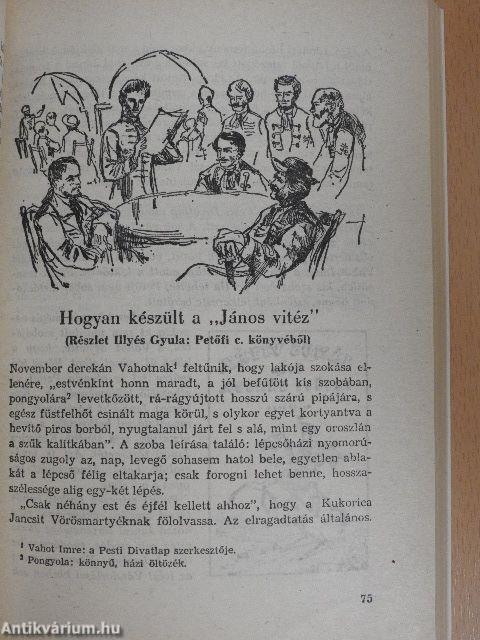 Hogyan készült a „János vitéz"
(Részlet Illyés Gyula: Petőfi c. könyvéből)
November derekán Vahotnak¹ feltűnik, hogy lakója szokása el-
lenére, „estvénkint honn maradt, a jól befűtött kis szobában,
pongyolára² levetkőzött, rá-rágyújtott hosszú szárú pipájára, s
egész füstfelhőt csinált maga körül, s olykor egyet kortyantva a
hevítő piros borból, nyugtalanul járt fel s alá, mint egy oroszlán
a szűk kalitkában". A szoba leírása találó: lépcsőházi nyomorú-
ságos zugoly az, nap, levegő sohasem hatol bele, egyetlen abla-
kát a lépcső félig eltakarja; csak forogni lehet benne, hossza-
szélessége alig egy-két lépés.
„Csak néhány est és éjfél kellett ahhoz", hogy a Kukorica
Jancsit Vörösmartyéknak fölolvassa. Az elragadtatás általános.
¹ Vahot Imre: a Pesti Divatlap szerkesztője.
² Pongyola: könnyű, házi öltözék.
75
Antikvárium.hu